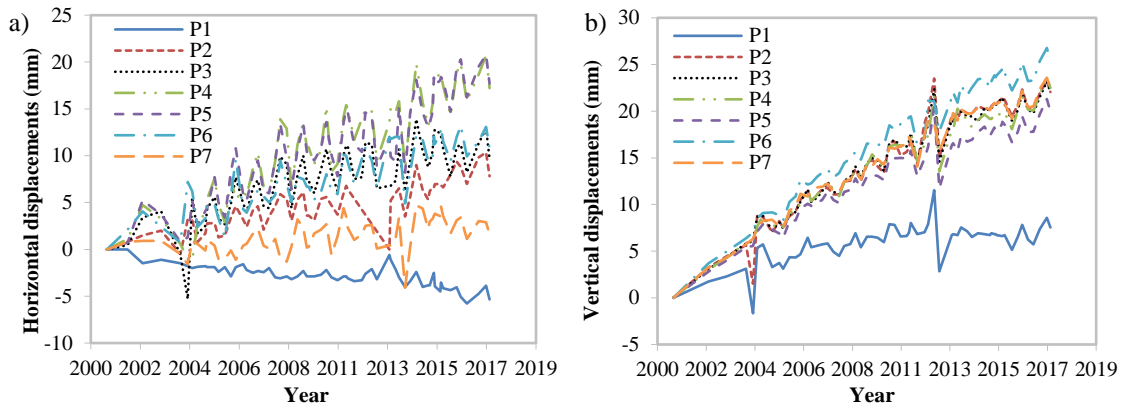 a)
Horizontal displacements (mm)
25
20
15
10
5
0
-5
-10
P1
P2
P3
P4
P5
P6
P7
2000 2002 2004 2006 2008 2010 2011 2013 2015 2017 2019
Year
b)
Vertical displacements (mm)
30
25
20
15
10
5
0
-5
P1
P2
P3
P4
P5
P6
P7
2000 2002 2004 2006 2008 2010 2011 2013 2015 2017 2019
Year